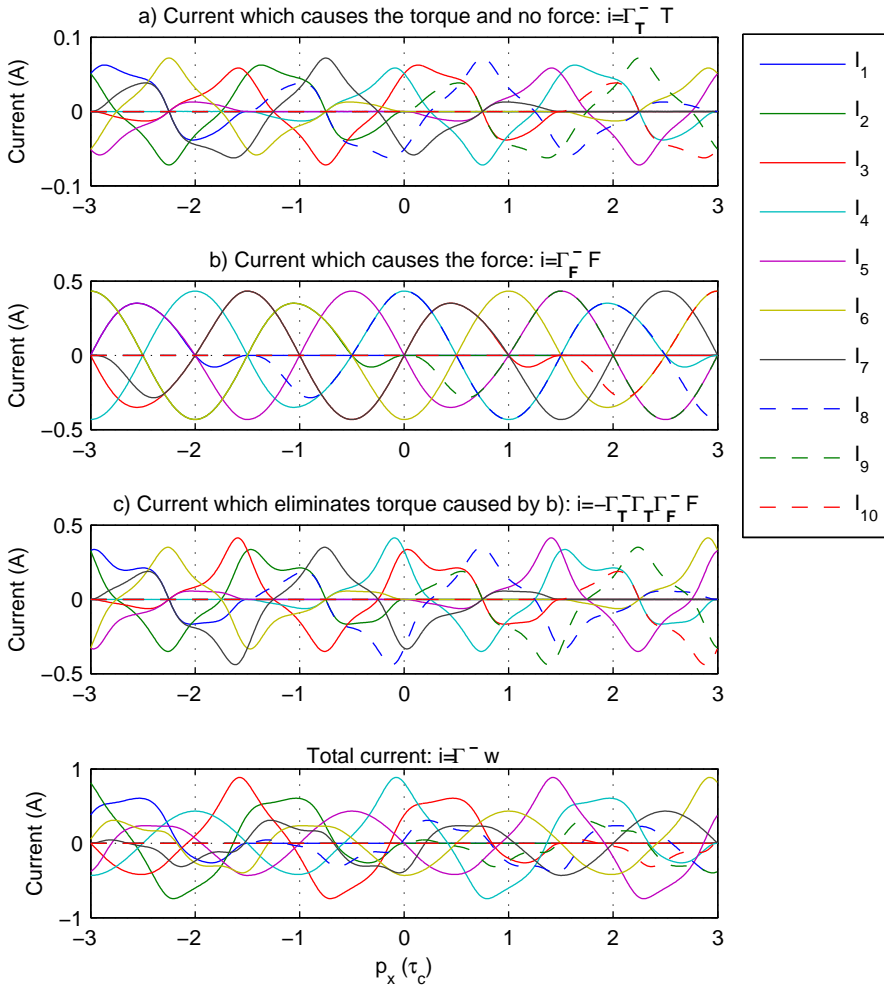 a) Current which causes the torque and no force: i=Γ_T^- T
Current (A)
0.1
0
−0.1
−3 −2 −1 0 1 2 3
b) Current which causes the force: i=Γ_F^- F
Current (A)
0.5
0
−0.5
−3 −2 −1 0 1 2 3
c) Current which eliminates torque caused by b): i=−Γ_T^-Γ_TΓ_F^- F
Current (A)
0.5
0
−0.5
−3 −2 −1 0 1 2 3
Total current: i=Γ^- w
Current (A)
1
0
−1
−3 −2 −1 0 1 2 3
p_x (τ_c)
I_1
I_2
I_3
I_4
I_5
I_6
I_7
I_8
I_9
I_10